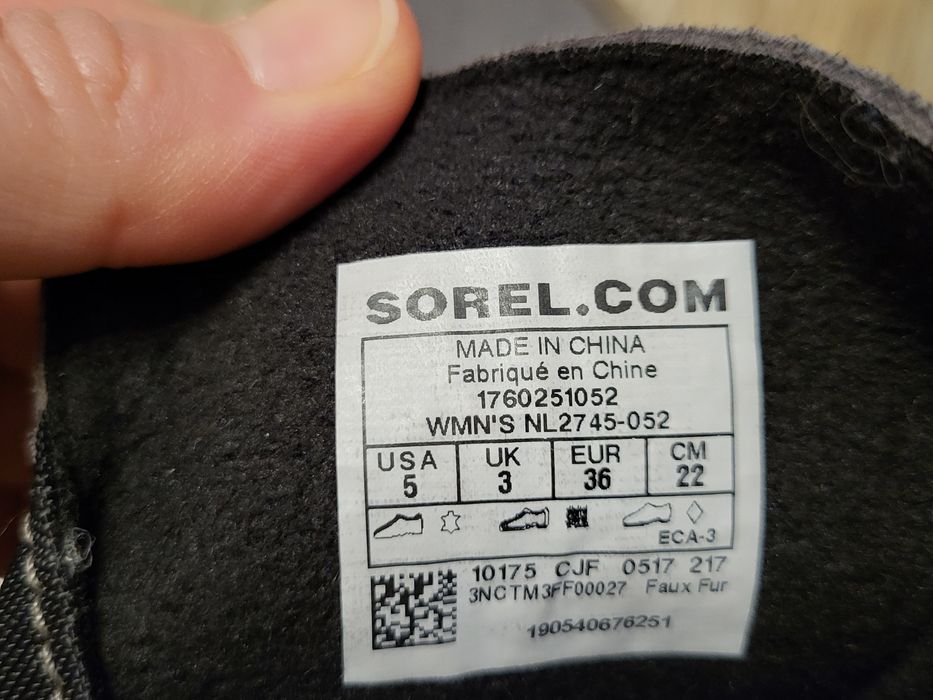 SOREL.COM
MADE IN CHINA
Fabriqué en Chine
1760251052
WMN'S NL2745-052
USA UK EUR CM
5 3 36 22
ECA-3
10175 CJF 0517 217
3NCTM3FF00027 Faux Fur
190540676251